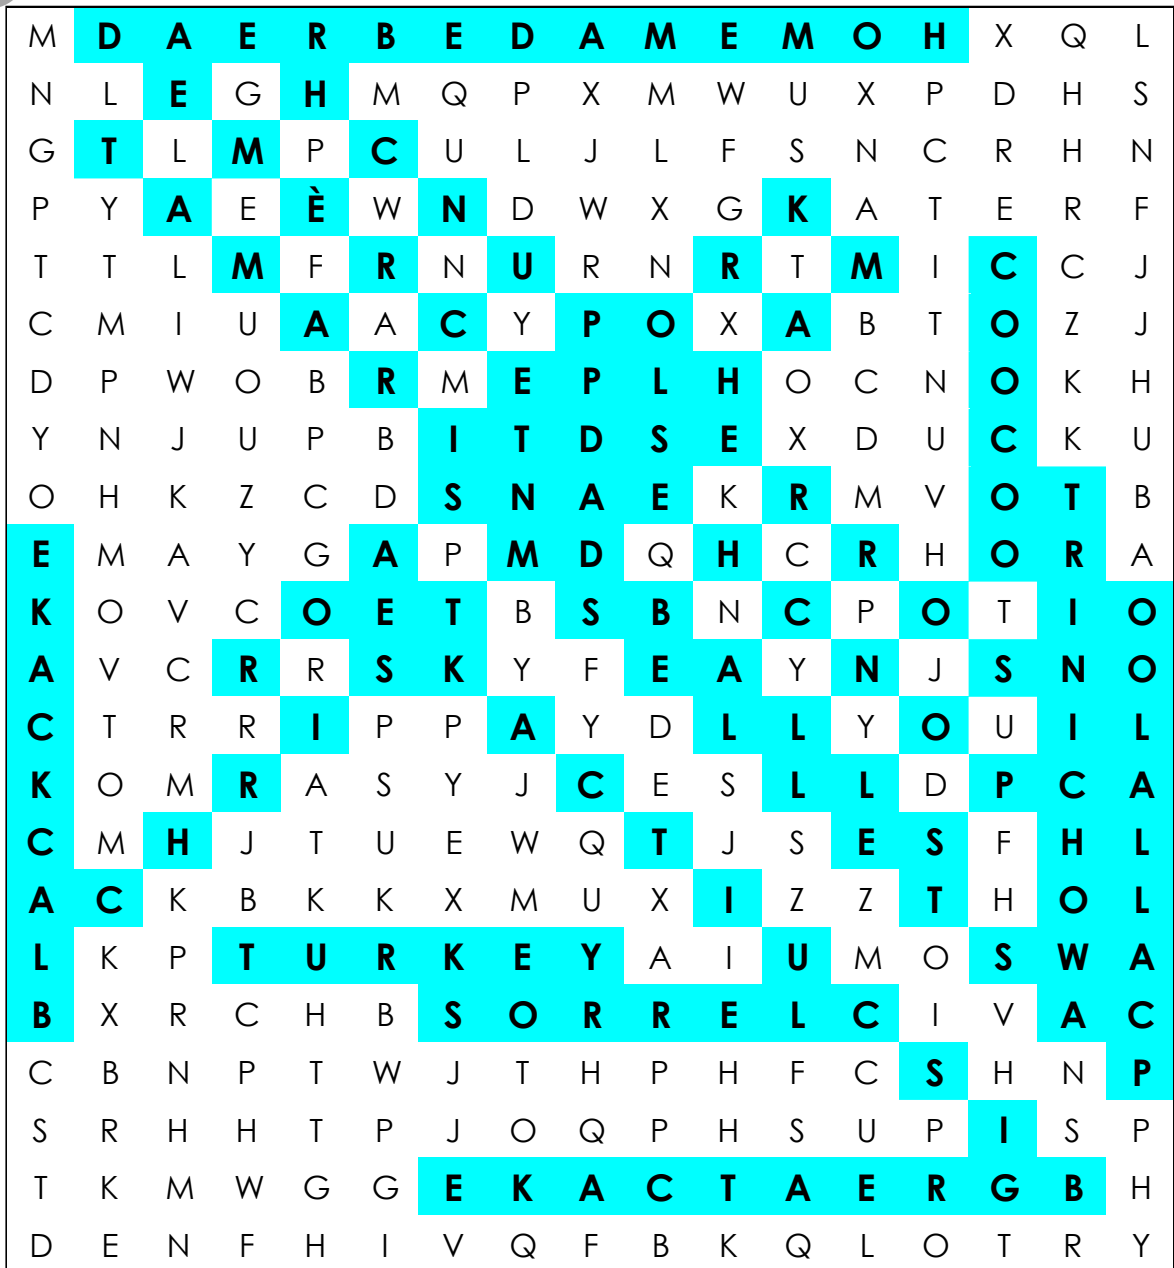 M D A E R B E D A M E M O H X Q L
N L E G H M Q P X M W U X P D H S
G T L M P C U L J L F S N C R H N
P Y A E È W N D W X G K A T E R F
T T L M F R N U R N R T M I C C J
C M I U A A C Y P O X A B T O Z J
D P W O B R M E P L H O C N O K H
Y N J U P B I T D S E X D U C K U
O H K Z C D S N A E K R M V O T B
E M A Y G A P M D Q H C R H O R A
K O V C O E T B S B N C P O T I O
A V C R R S K Y F E A Y N J S N O
C T R R I P P A Y D L L Y O U I L
K O M R A S Y J C E S L L D P C A
C M H J T U E W Q T J S E S F H L
A C K B K K X M U X I Z Z T H O L
L K P T U R K E Y A I U M O S W A
B X R C H B S O R R E L C I V A C
C B N P T W J T H P H F C S H N P
S R H H T P J O Q P H S U P I S P
T K M W G G E K A C T A E R G B H
D E N F H I V Q F B K Q L O T R Y